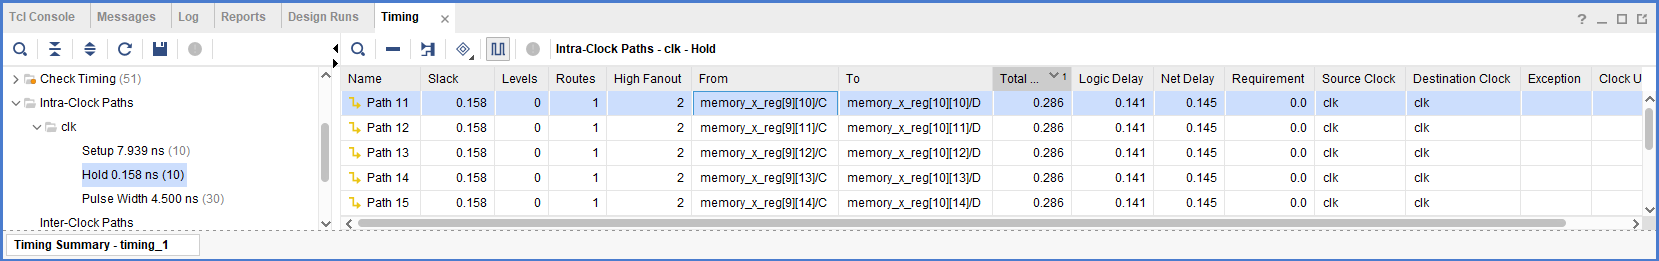 Tcl Console Messages Log Reports Design Runs Timing
Intra-Clock Paths - clk - Hold
Check Timing (51)
Intra-Clock Paths
clk
Setup 7.939 ns (10)
Hold 0.158 ns (10)
Pulse Width 4.500 ns (30)
Inter-Clock Paths
Name Slack Levels Routes High Fanout From To Total ... 1 Logic Delay Net Delay Requirement Source Clock Destination Clock Exception Clock U
Path 11 0.158 0 1 2 memory_x_reg[9][10]/C memory_x_reg[10][10]/D 0.286 0.141 0.145 0.0 clk clk
Path 12 0.158 0 1 2 memory_x_reg[9][11]/C memory_x_reg[10][11]/D 0.286 0.141 0.145 0.0 clk clk
Path 13 0.158 0 1 2 memory_x_reg[9][12]/C memory_x_reg[10][12]/D 0.286 0.141 0.145 0.0 clk clk
Path 14 0.158 0 1 2 memory_x_reg[9][13]/C memory_x_reg[10][13]/D 0.286 0.141 0.145 0.0 clk clk
Path 15 0.158 0 1 2 memory_x_reg[9][14]/C memory_x_reg[10][14]/D 0.286 0.141 0.145 0.0 clk clk
Timing Summary - timing_1